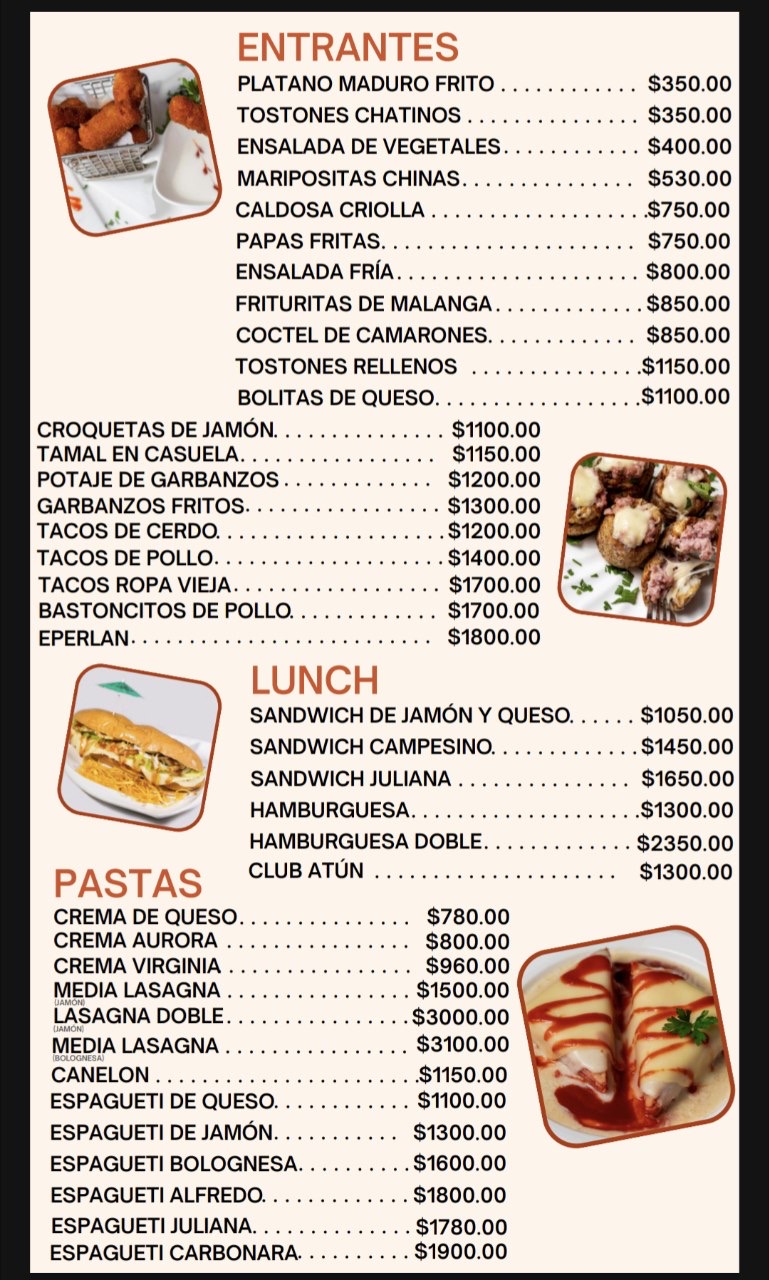 ENTRANTES
PLATANO MADURO FRITO . . . . . . . . . . . . $350.00
TOSTONES CHATINOS . . . . . . . . . . . . . . . $350.00
ENSALADA DE VEGETALES. . . . . . . . . . . . $400.00
MARIPOSITAS CHINAS. . . . . . . . . . . . . . . $530.00
CALDOSA CRIOLLA . . . . . . . . . . . . . . . . . . .$750.00
PAPAS FRITAS. . . . . . . . . . . . . . . . . . . . . . $750.00
ENSALADA FRÍA. . . . . . . . . . . . . . . . . . . . . $800.00
FRITURITAS DE MALANGA. . . . . . . . . . . . . $850.00
COCTEL DE CAMARONES. . . . . . . . . . . . . $850.00
TOSTONES RELLENOS . . . . . . . . . . . . . . .$1150.00
BOLITAS DE QUESO. . . . . . . . . . . . . . . . . .$1100.00
CROQUETAS DE JAMÓN. . . . . . . . . . . . . . . $1100.00
TAMAL EN CASUELA. . . . . . . . . . . . . . . . . $1150.00
POTAJE DE GARBANZOS . . . . . . . . . . . . . $1200.00
GARBANZOS FRITOS. . . . . . . . . . . . . . . . . $1300.00
TACOS DE CERDO. . . . . . . . . . . . . . . . . . . .$1200.00
TACOS DE POLLO. . . . . . . . . . . . . . . . . . . .$1400.00
TACOS ROPA VIEJA. . . . . . . . . . . . . . . . . . $1700.00
BASTONCITOS DE POLLO. . . . . . . . . . . . . $1700.00
EPERLAN. . . . . . . . . . . . . . . . . . . . . . . . . . $1800.00
LUNCH
SANDWICH DE JAMÓN Y QUESO. . . . . . $1050.00
SANDWICH CAMPESINO. . . . . . . . . . . . .$1450.00
SANDWICH JULIANA . . . . . . . . . . . . . . . $1650.00
HAMBURGUESA. . . . . . . . . . . . . . . . . . . .$1300.00
HAMBURGUESA DOBLE. . . . . . . . . . . . . $2350.00
CLUB ATÚN . . . . . . . . . . . . . . . . . . . . . $1300.00
PASTAS
CREMA DE QUESO. . . . . . . . . . . . . . . $780.00
CREMA AURORA . . . . . . . . . . . . . . . . $800.00
CREMA VIRGINIA . . . . . . . . . . . . . . . . $960.00
MEDIA LASAGNA . . . . . . . . . . . . . . . . $1500.00
(JAMÓN)
LASAGNA DOBLE. . . . . . . . . . . . . . . . $3000.00
(JAMÓN)
MEDIA LASAGNA . . . . . . . . . . . . . . . . $3100.00
(BOLOGNESA)
CANELON . . . . . . . . . . . . . . . . . . . . . . .$1150.00
ESPAGUETI DE QUESO. . . . . . . . . . . . $1100.00
ESPAGUETI DE JAMÓN. . . . . . . . . . . $1300.00
ESPAGUETI BOLOGNESA. . . . . . . . . . $1600.00
ESPAGUETI ALFREDO. . . . . . . . . . . . . $1800.00
ESPAGUETI JULIANA. . . . . . . . . . . . . . $1780.00
ESPAGUETI CARBONARA. . . . . . . . . . $1900.00